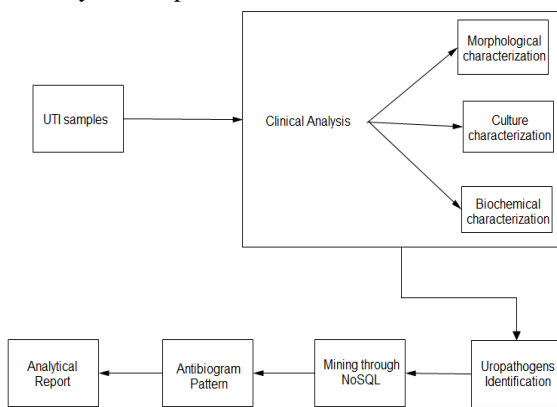 Morphological
characterization
UTI samples
Clinical Analysis
Culture
characterization
Biochemical
characterization
Analytical
Report
Antibiogram
Pattern
Mining through
NoSQL
Uropathogens
Identification